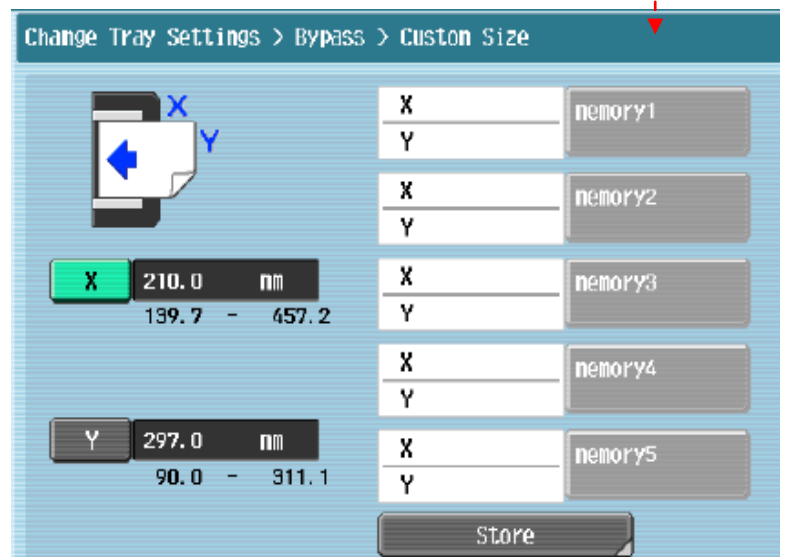 Change Tray Settings > Bypass > Custon Size
X
Y
X 210.0 nm
139.7 - 457.2
Y 297.0 nm
90.0 - 311.1
X
Y
nemory1
X
Y
nemory2
X
Y
nemory3
X
Y
nemory4
X
Y
nemory5
Store